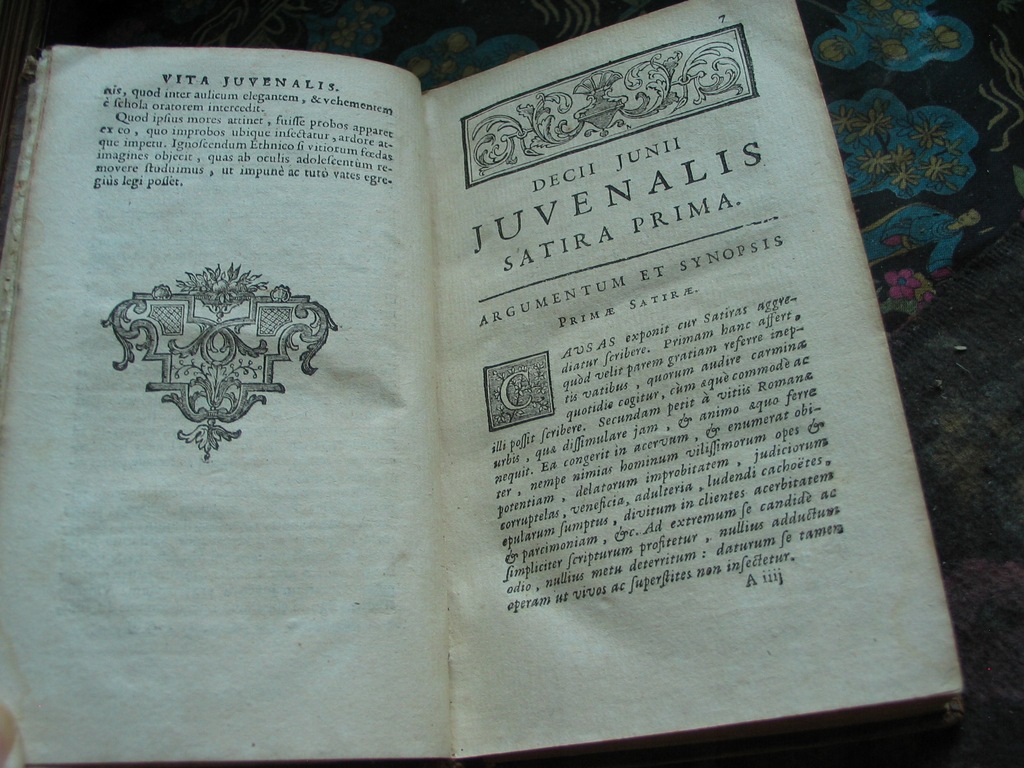 VITA JUVENALIS.
nis, quod inter aulicum elegantem, & vehementem
è schola oratorem intercedit.
Quod ipsius mores attinet, fuisse probos apparet
ex eo, quo improbos ubique insectatur, ardore at-
que impetu. Ignoscendum Ethnico si vitiorum fœdas
imagines objecit, quas ab oculis adolescentum re-
movere studuimus, ut impunè ac tutò vates egre-
gius legi posset.
7
DECII JUNII
JUVENALIS
SATIRA PRIMA.
ARGUMENTUM ET SYNOPSIS
PRIMÆ SATIRÆ.
CAUSAS exponit cur Satiras aggre-
diatur scribere. Primam hanc affert,
quòd velit parem gratiam referre inep-
tis vatibus, quorum audire carmina
quotidie cogitur, cùm æquè commodè ac
illi possit scribere. Secundam petit à vitiis Romanæ
urbis, quæ dissimulare jam, & animo æquo ferre
nequit. Ea congerit in acervum, & enumerat obi-
ter, nempe nimias hominum vilissimorum opes &
potentiam, delatorum improbitatem, judiciorum
corruptelas, veneficia, adulteria, ludendi cachoëtes,
epularum sumptus, divitum in clientes acerbitatem
& parcimoniam, &c. Ad extremum se candidè ac
simpliciter scripturum profitetur, nullius adductum
odio, nullius metu deterritum: daturum se tamen
operam ut vivos ac superstites non insectetur.
A iiij